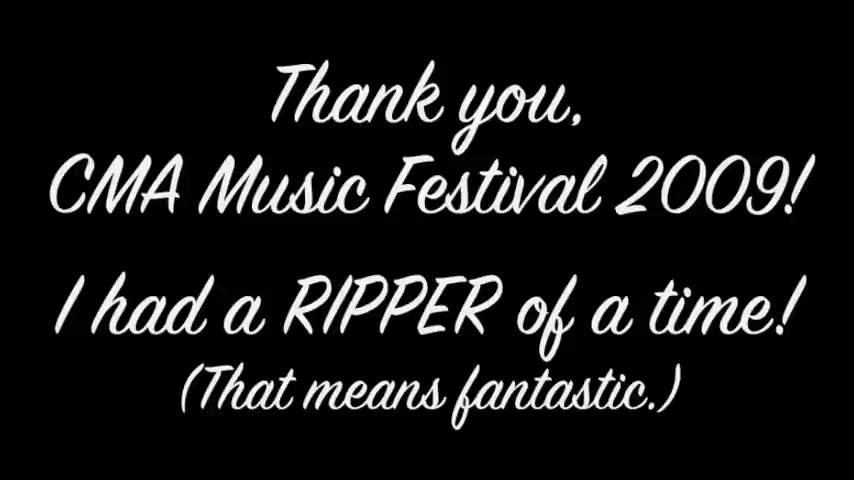 Thank you,
CMA Music Festival 2009!
I had a RIPPER of a time!
(That means fantastic.)